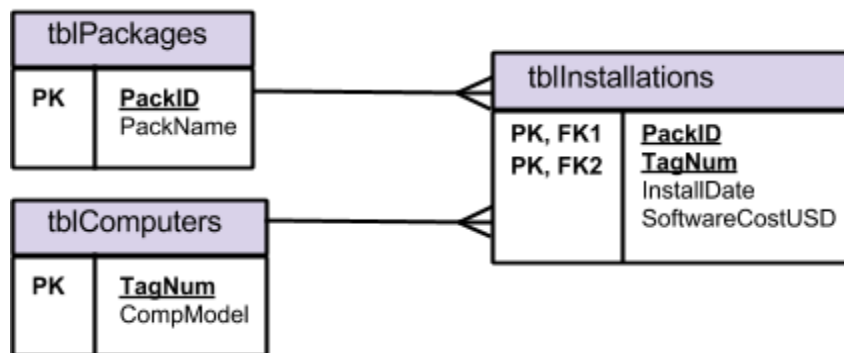 tblPackages
PK PackID
PackName
tblComputers
PK TagNum
CompModel
tblInstallations
PK, FK1 PackID
PK, FK2 TagNum
InstallDate
SoftwareCostUSD